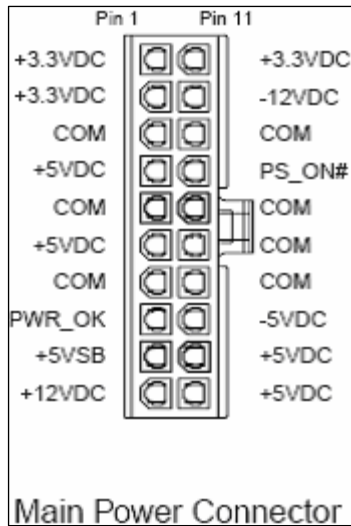 Pin 1 Pin 11
+3.3VDC +3.3VDC
+3.3VDC -12VDC
COM COM
+5VDC PS_ON#
COM COM
+5VDC COM
COM COM
PWR_OK -5VDC
+5VSB +5VDC
+12VDC +5VDC
Main Power Connector